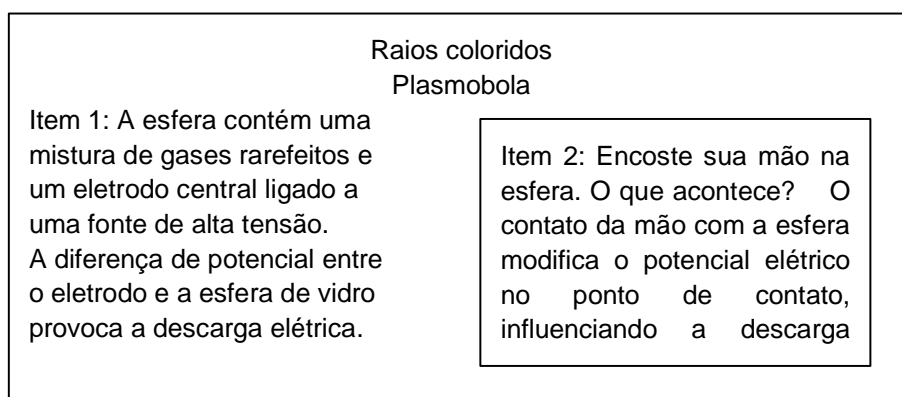 Raios coloridos
Plasmobola
Item 1: A esfera contém uma
mistura de gases rarefeitos e
um eletrodo central ligado a
uma fonte de alta tensão.
A diferença de potencial entre
o eletrodo e a esfera de vidro
provoca a descarga elétrica.
Item 2: Encoste sua mão na
esfera. O que acontece? O
contato da mão com a esfera
modifica o potencial elétrico
no ponto de contato,
influenciando a descarga